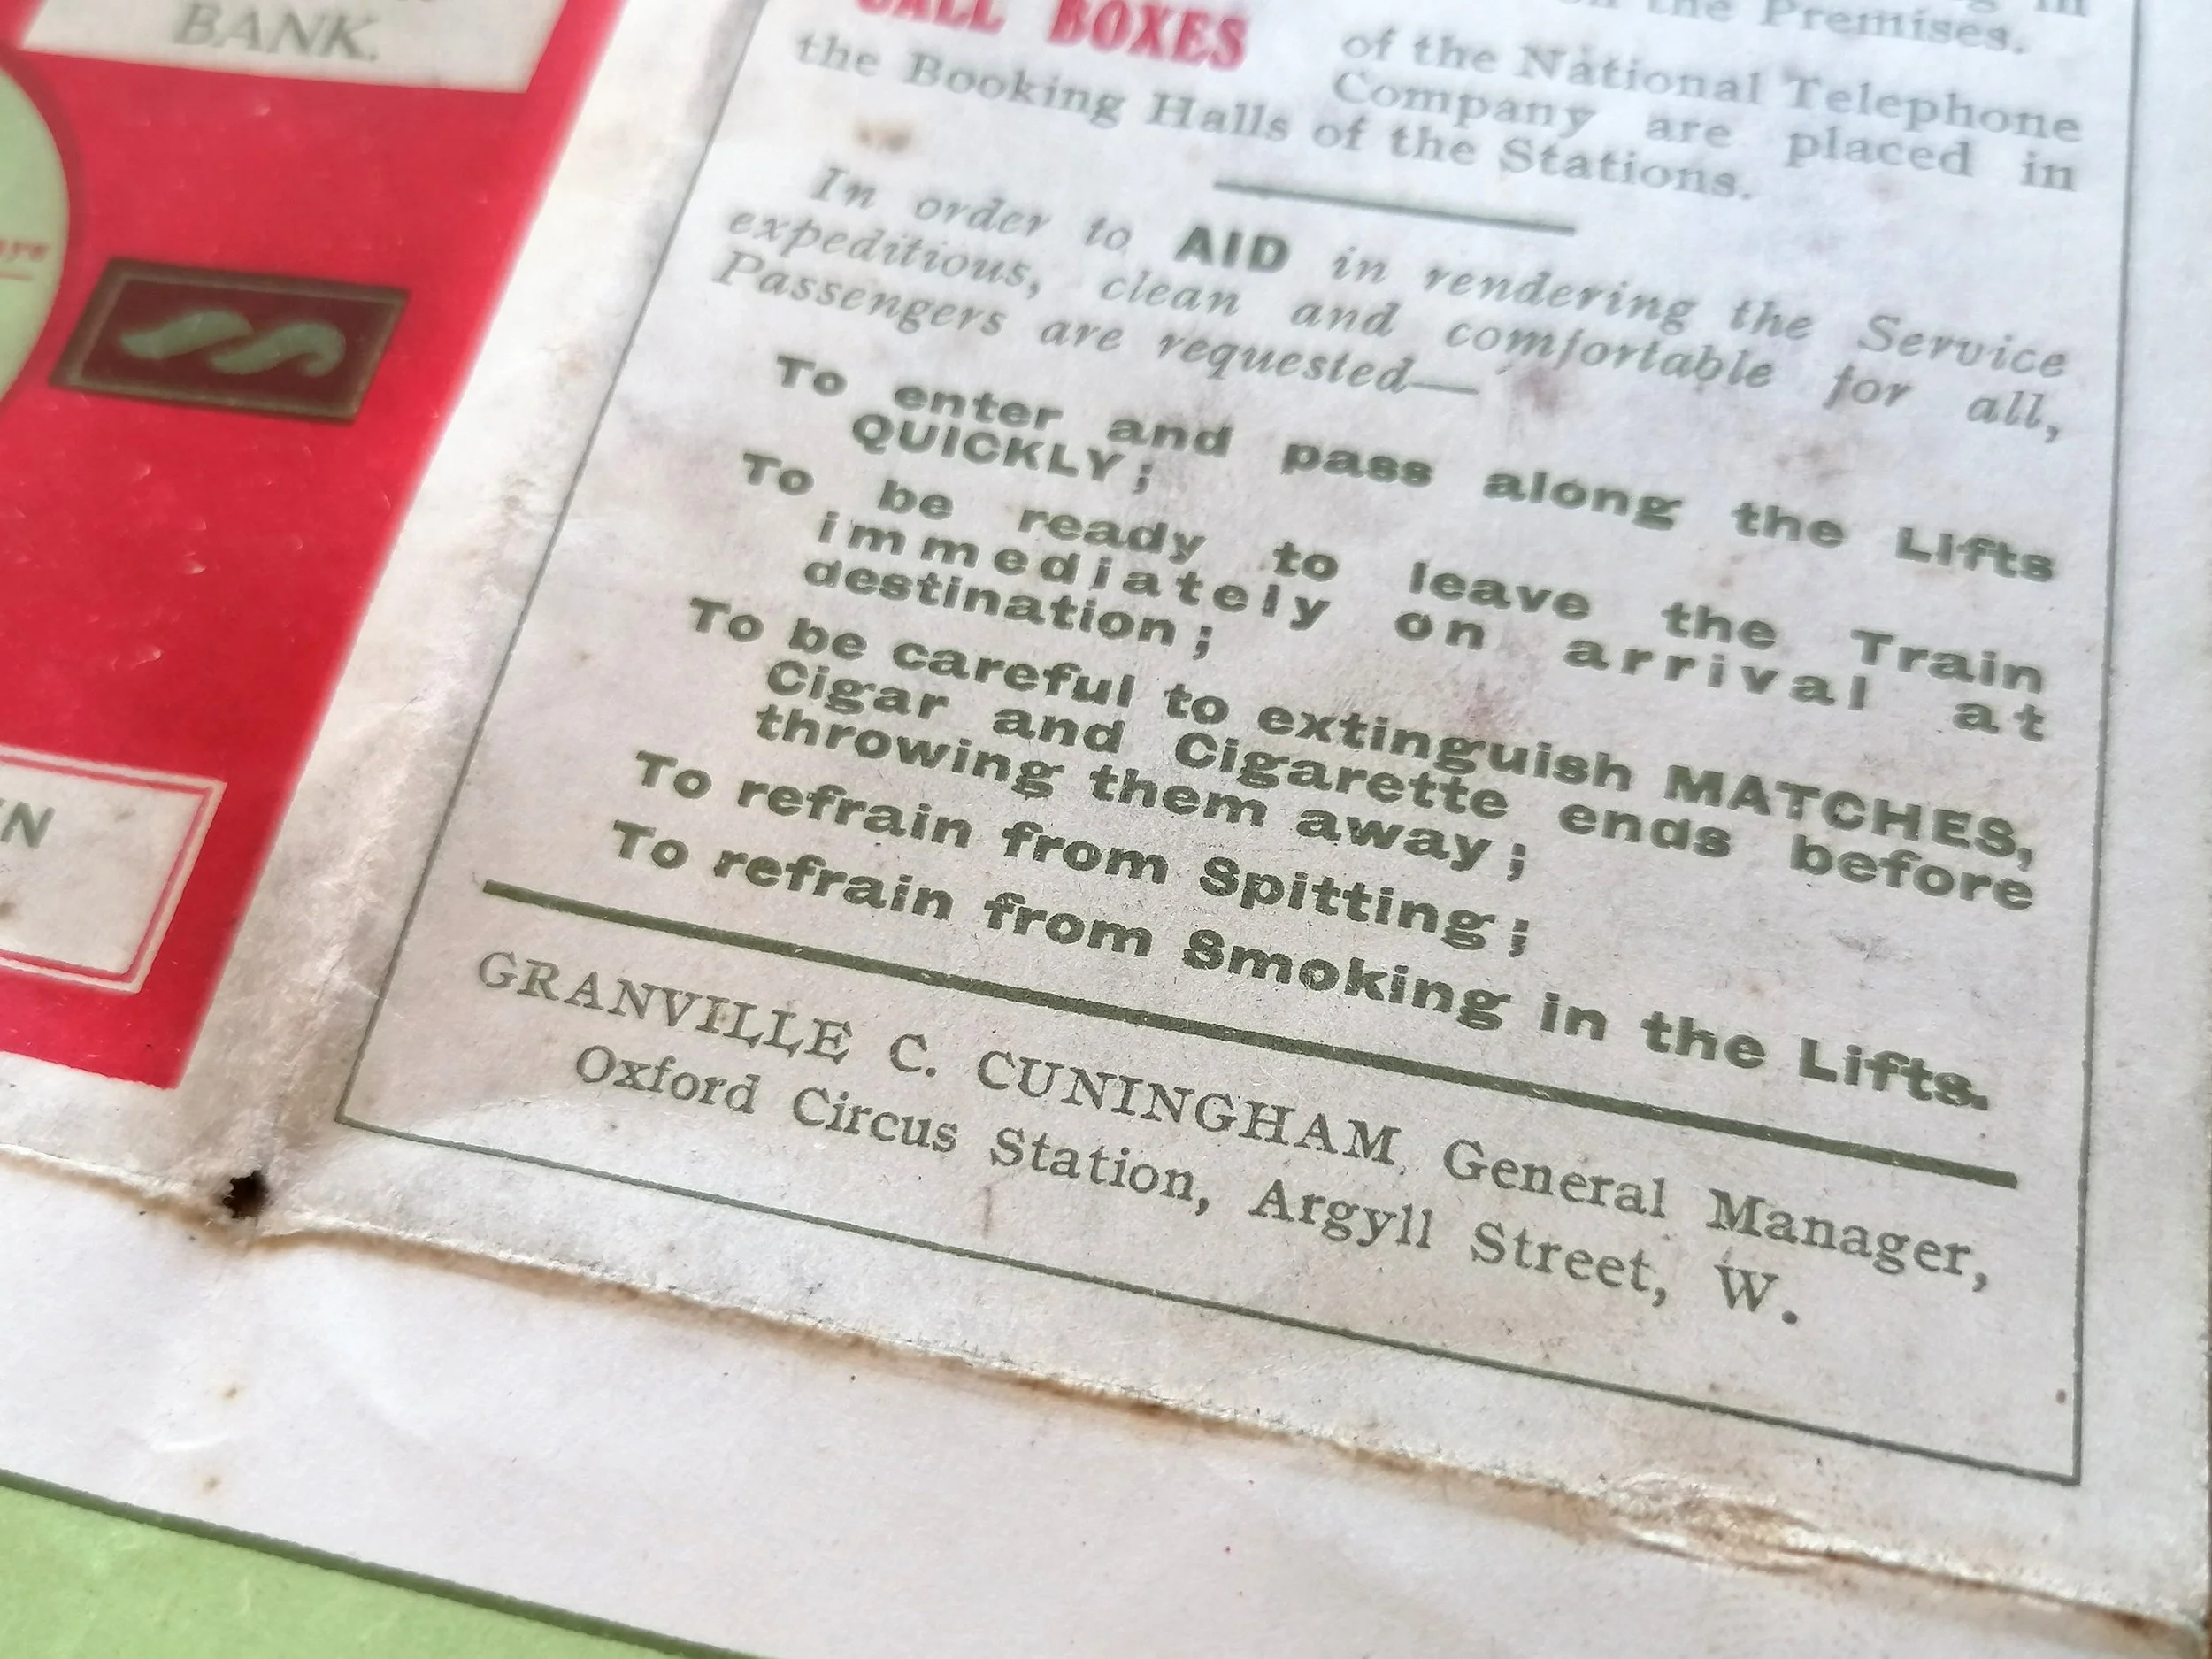 BANK.
the Premises.
CALL BOXES
of the National Telephone
Company are placed in
the Booking Halls of the Stations.
In order to AID in rendering the Service
expeditious, clean and comfortable for all,
Passengers are requested—
To enter and pass along the Lifts
QUICKLY;
To be ready to leave the Train
immediately on arrival at
destination;
To be careful to extinguish MATCHES,
Cigar and Cigarette ends before
throwing them away;
To refrain from Spitting;
To refrain from Smoking in the Lifts.
GRANVILLE C. CUNINGHAM, General Manager,
Oxford Circus Station, Argyll Street, W.